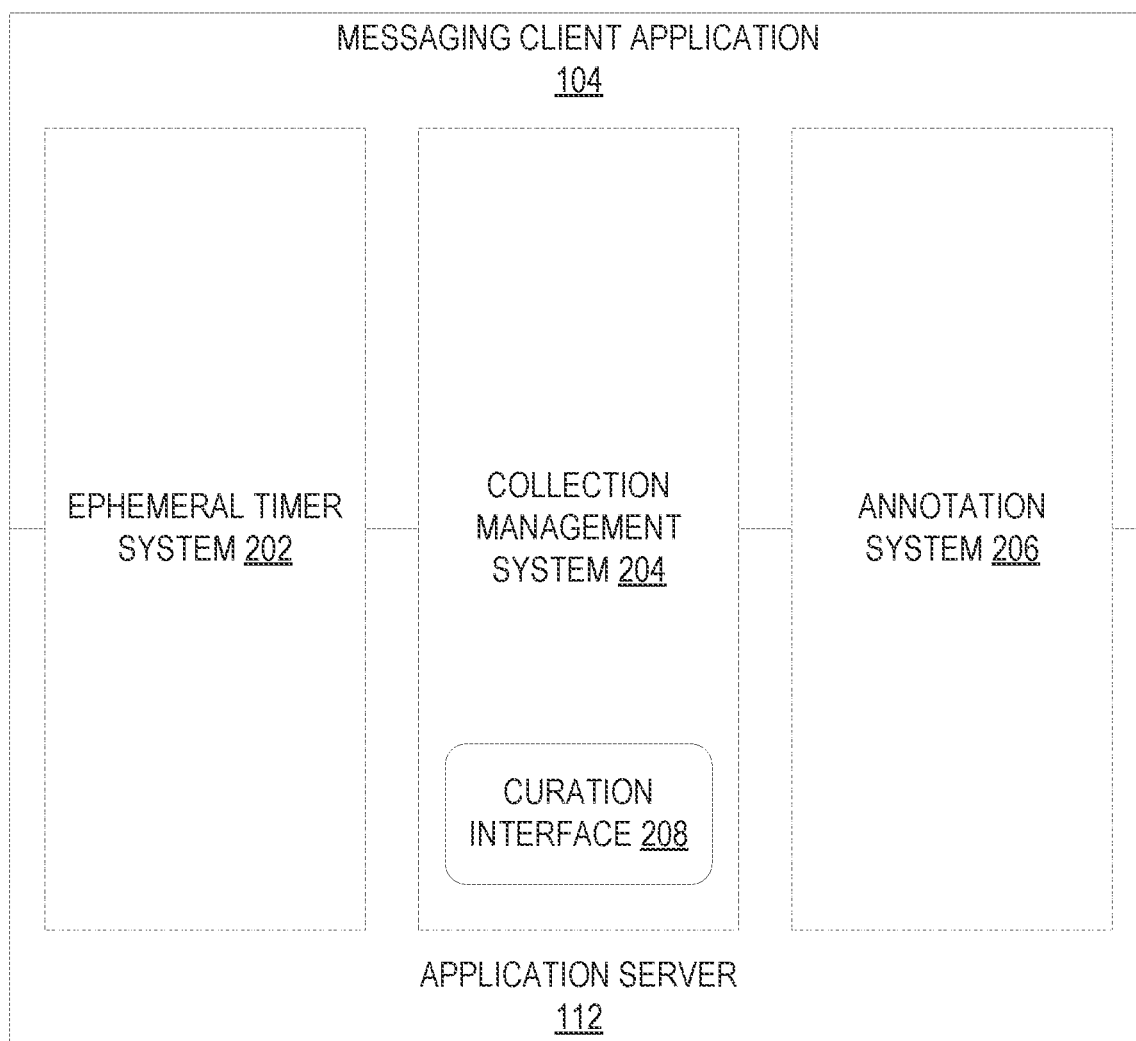 MESSAGING CLIENT APPLICATION
104
EPHEMERAL TIMER
SYSTEM 202
COLLECTION
MANAGEMENT
SYSTEM 204
ANNOTATION
SYSTEM 206
CURATION
INTERFACE 208
APPLICATION SERVER
112